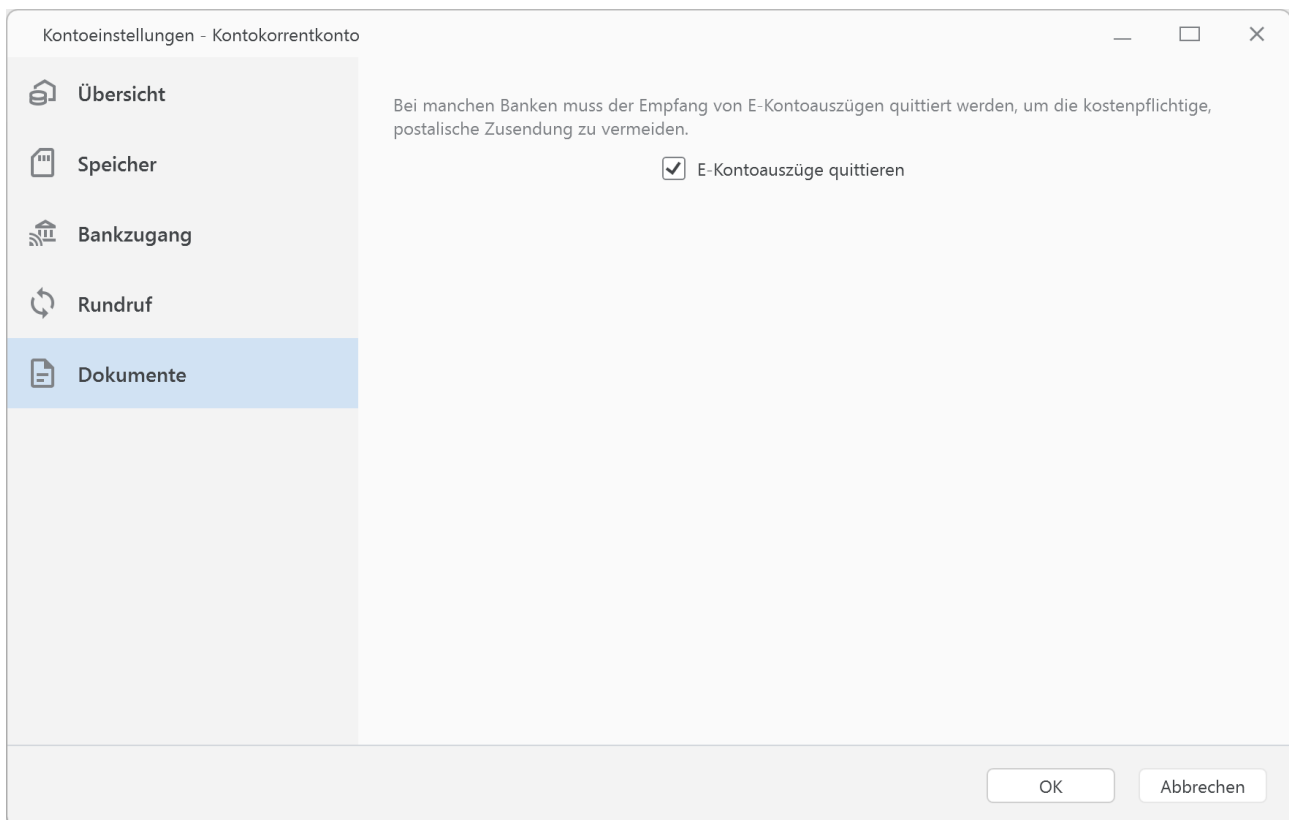 Kontoeinstellungen - Kontokorrentkonto
Übersicht
Speicher
Bankzugang
Rundruf
Dokumente
Bei manchen Banken muss der Empfang von E-Kontoauszügen quittiert werden, um die kostenpflichtige,
postalische Zusendung zu vermeiden.
E-Kontoauszüge quittieren
OK
Abbrechen